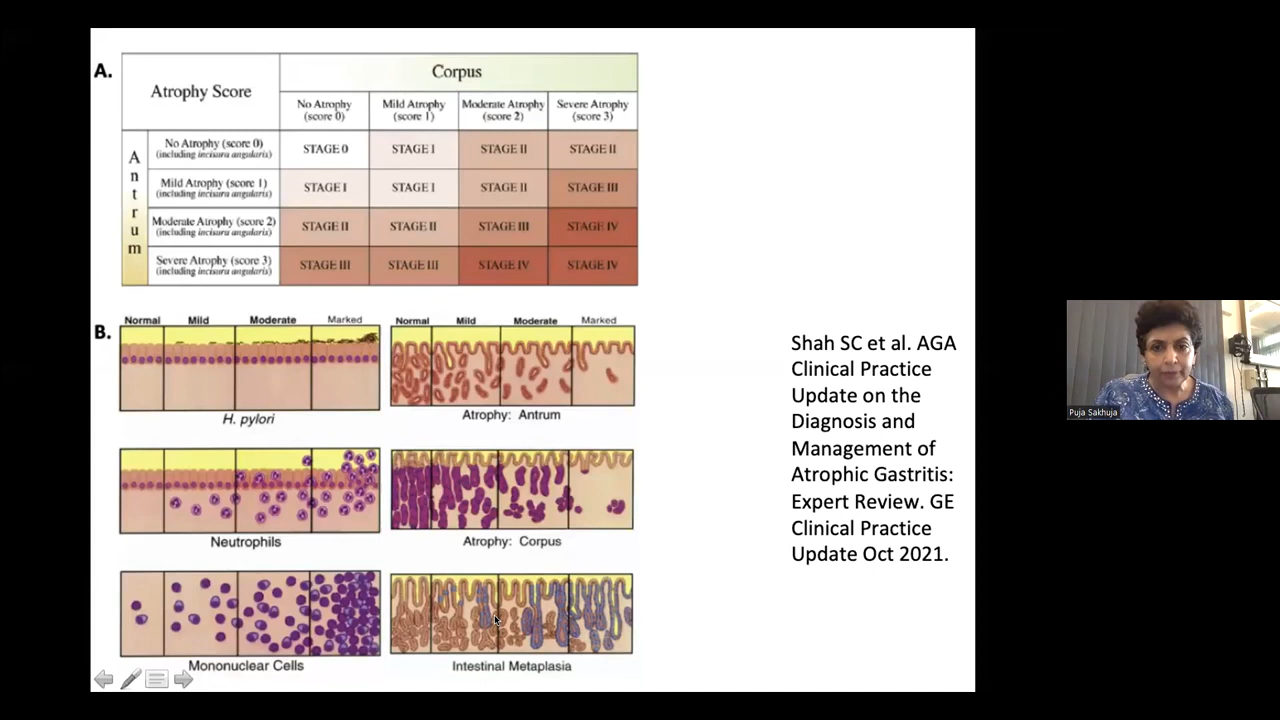 A.
Atrophy Score
Corpus
No Atrophy (score 0)
Mild Atrophy (score 1)
Moderate Atrophy (score 2)
Severe Atrophy (score 3)
Antrum
No Atrophy (score 0) (including incisura angularis)
STAGE 0
STAGE I
STAGE II
STAGE II
Mild Atrophy (score 1) (including incisura angularis)
STAGE I
STAGE I
STAGE II
STAGE III
Moderate Atrophy (score 2) (including incisura angularis)
STAGE II
STAGE II
STAGE III
STAGE IV
Severe Atrophy (score 3) (including incisura angularis)
STAGE III
STAGE III
STAGE IV
STAGE IV
B.
Normal Mild Moderate Marked
Normal Mild Moderate Marked
H. pylori
Atrophy: Antrum
Neutrophils
Atrophy: Corpus
Mononuclear Cells
Intestinal Metaplasia
Shah SC et al. AGA
Clinical Practice
Update on the
Diagnosis and
Management of
Atrophic Gastritis:
Expert Review. GE
Clinical Practice
Update Oct 2021.
Puja Sakhuja